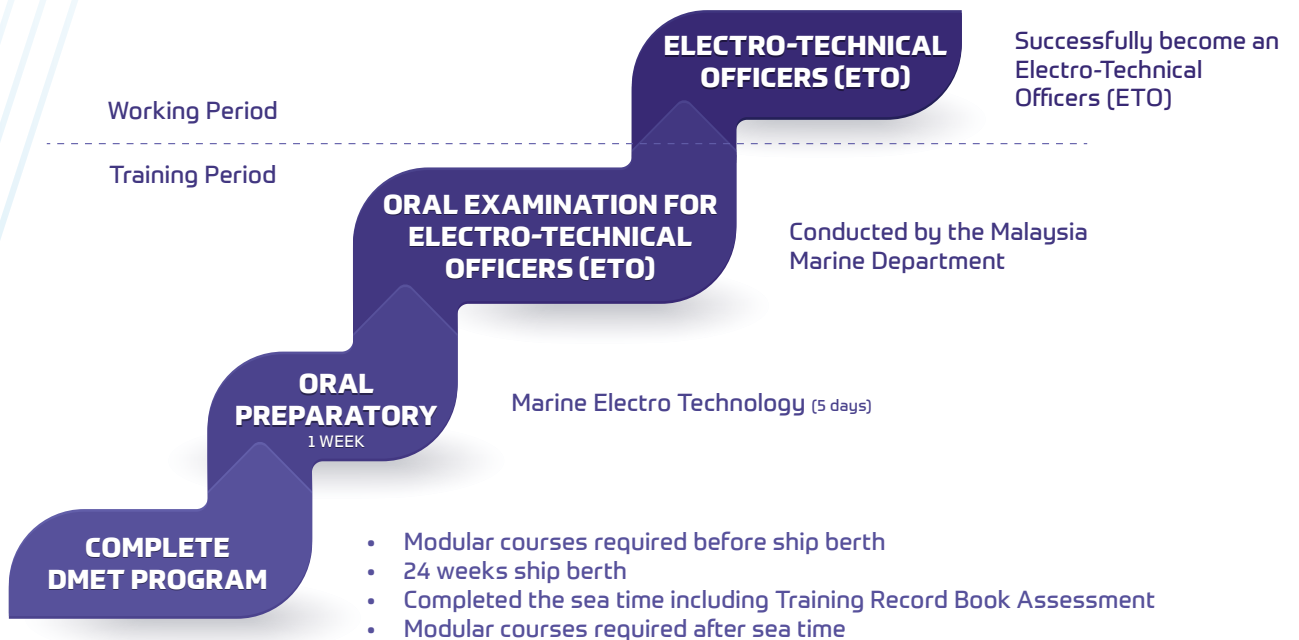 ELECTRO-TECHNICAL
OFFICERS (ETO)
Successfully become an
Electro-Technical
Officers (ETO)
Working Period
Training Period
ORAL EXAMINATION FOR
ELECTRO-TECHNICAL
OFFICERS (ETO)
Conducted by the Malaysia
Marine Department
ORAL
PREPARATORY
1 WEEK
Marine Electro Technology (5 days)
COMPLETE
DMET PROGRAM
• Modular courses required before ship berth
• 24 weeks ship berth
• Completed the sea time including Training Record Book Assessment
• Modular courses required after sea time